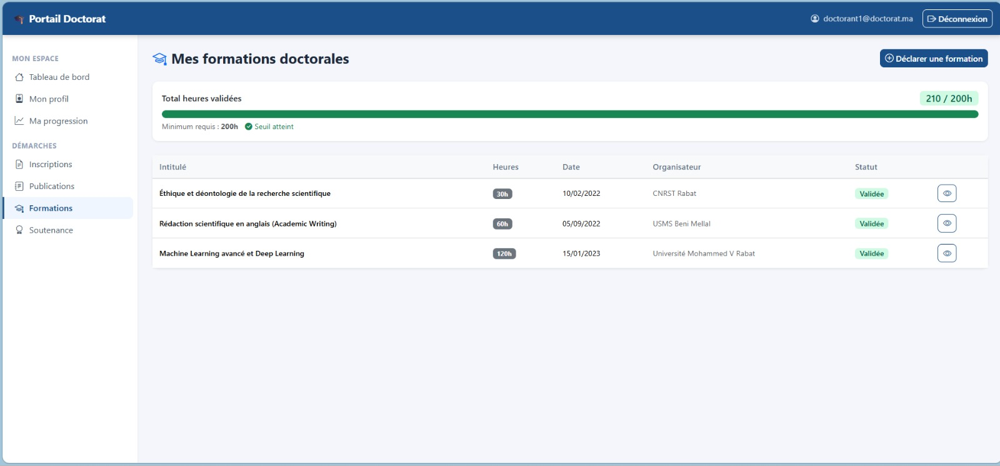 Portail Doctorat
doctorant1@doctorat.ma
Déconnexion
MON ESPACE
Tableau de bord
Mon profil
Ma progression
DÉMARCHES
Inscriptions
Publications
Formations
Soutenance
Mes formations doctorales
Déclarer une formation
Total heures validées
210 / 200h
Minimum requis : 200h Seuil atteint
Intitulé Heures Date Organisateur Statut
Éthique et déontologie de la recherche scientifique 30h 10/02/2022 CNRST Rabat Validée
Rédaction scientifique en anglais (Academic Writing) 60h 05/09/2022 USMS Beni Mellal Validée
Machine Learning avancé et Deep Learning 120h 15/01/2023 Université Mohammed V Rabat Validée